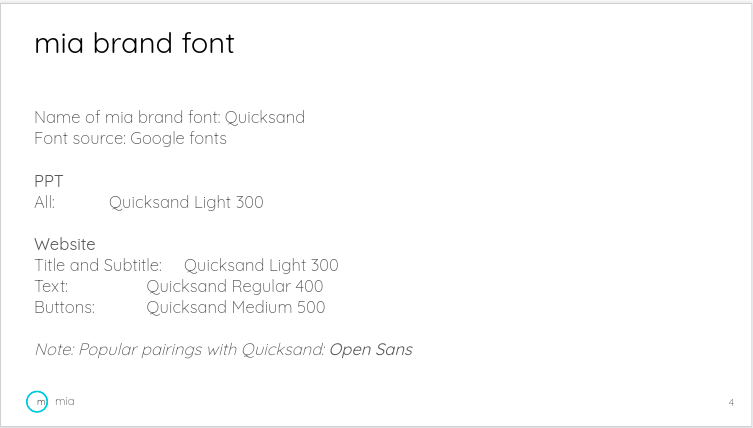 mia brand font
Name of mia brand font: Quicksand
Font source: Google fonts
PPT
All: Quicksand Light 300
Website
Title and Subtitle: Quicksand Light 300
Text: Quicksand Regular 400
Buttons: Quicksand Medium 500
Note: Popular pairings with Quicksand: Open Sans
m mia
4